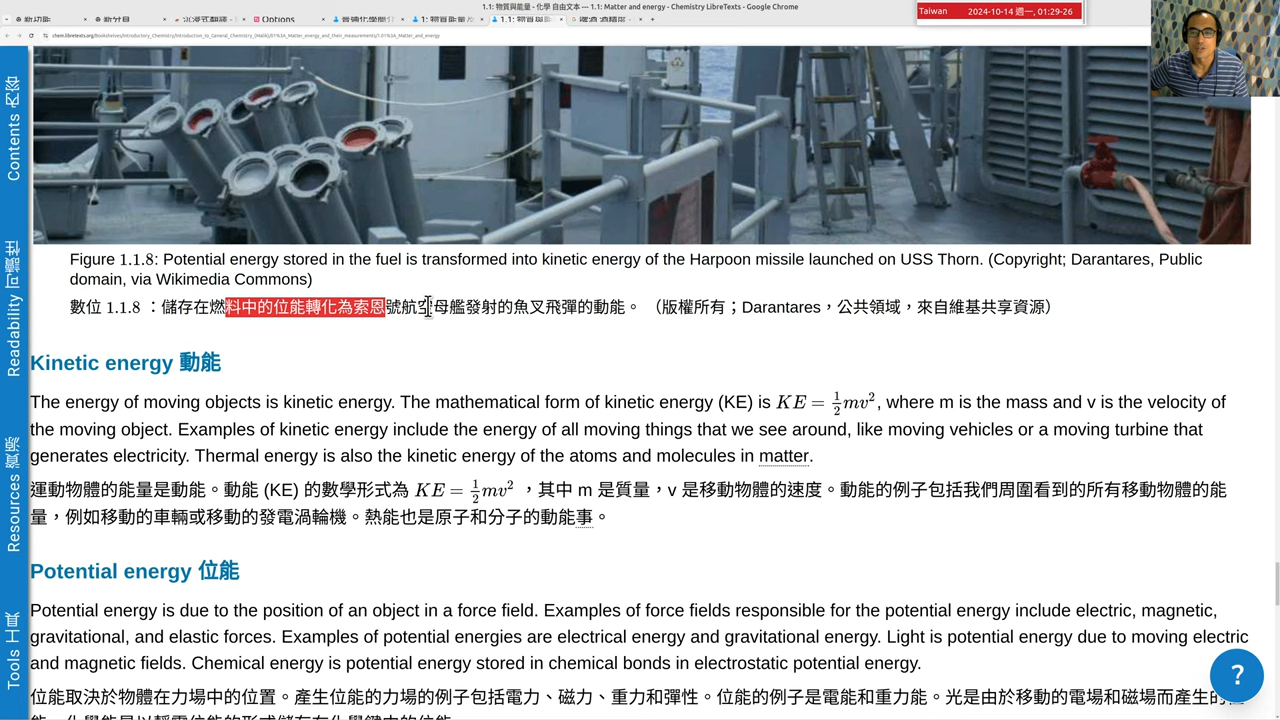 1.1: 物質與能量 - 化學 自由文本 --- 1.1: Matter and energy - Chemistry LibreTexts - Google Chrome
Taiwan 2024-10-14 週一, 01:29-26
Options
chem.libretexts.org/Bookshelves/Introductory_Chemistry/Introduction_to_General_Chemistry_(Malik)/01%3A_Matter_energy_and_their_measurements/1.01%3A_Matter_and_energy
Contents 內容
Readability 可讀性
Resources 資源
Tools 工具
Figure 1.1.8: Potential energy stored in the fuel is transformed into kinetic energy of the Harpoon missile launched on USS Thorn. (Copyright; Darantares, Public
domain, via Wikimedia Commons)
數位 1.1.8 ：儲存在燃料中的位能轉化為索恩號航空母艦發射的魚叉飛彈的動能。 （版權所有；Darantares，公共領域，來自維基共享資源）
Kinetic energy 動能
The energy of moving objects is kinetic energy. The mathematical form of kinetic energy (KE) is KE = 1/2 mv², where m is the mass and v is the velocity of
the moving object. Examples of kinetic energy include the energy of all moving things that we see around, like moving vehicles or a moving turbine that
generates electricity. Thermal energy is also the kinetic energy of the atoms and molecules in matter.
運動物體的能量是動能。動能 (KE) 的數學形式為 KE = 1/2 mv² ，其中 m 是質量，v 是移動物體的速度。動能的例子包括我們周圍看到的所有移動物體的能
量，例如移動的車輛或移動的發電渦輪機。熱能也是原子和分子的動能事。
Potential energy 位能
Potential energy is due to the position of an object in a force field. Examples of force fields responsible for the potential energy include electric, magnetic,
gravitational, and elastic forces. Examples of potential energies are electrical energy and gravitational energy. Light is potential energy due to moving electric
and magnetic fields. Chemical energy is potential energy stored in chemical bonds in electrostatic potential energy.
位能取決於物體在力場中的位置。產生位能的力場的例子包括電力、磁力、重力和彈性。位能的例子是電能和重力能。光是由於移動的電場和磁場而產生的
?